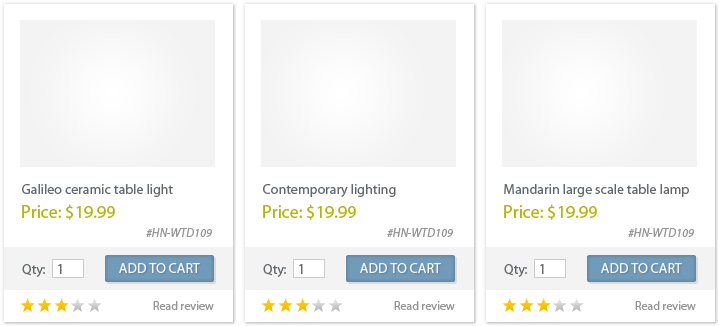 Galileo ceramic table light
Price: $19.99
#HN-WTD109
Qty: 1 ADD TO CART
Read review
Contemporary lighting
Price: $19.99
#HN-WTD109
Qty: 1 ADD TO CART
Read review
Mandarin large scale table lamp
Price: $19.99
#HN-WTD109
Qty: 1 ADD TO CART
Read review